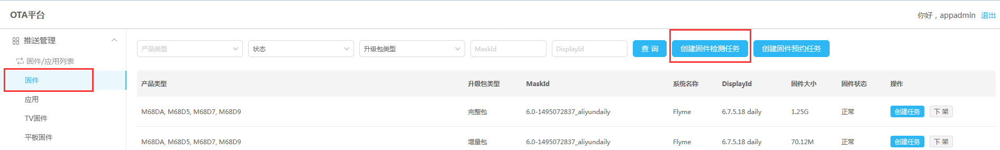 OTA平台
你好，appadmin 退出
推送管理
固件/应用列表
固件
应用
TV固件
平板固件
产品类型 状态 升级包类型 MaskId DisplayId 查 询 创建固件检测任务 创建固件预约任务
产品类型 升级包类型 MaskId 系统名称 DisplayId 固件大小 固件状态 操作
M68DA, M68D5, M68D7, M68D9 完整包 6.0-1495072837_aliyundaily Flyme 6.7.5.18 daily 1.25G 正常 创建任务 下 架
M68DA, M68D5, M68D7, M68D9 增量包 6.0-1495072837_aliyundaily Flyme 6.7.5.18 daily 70.12M 正常 创建任务 下 架